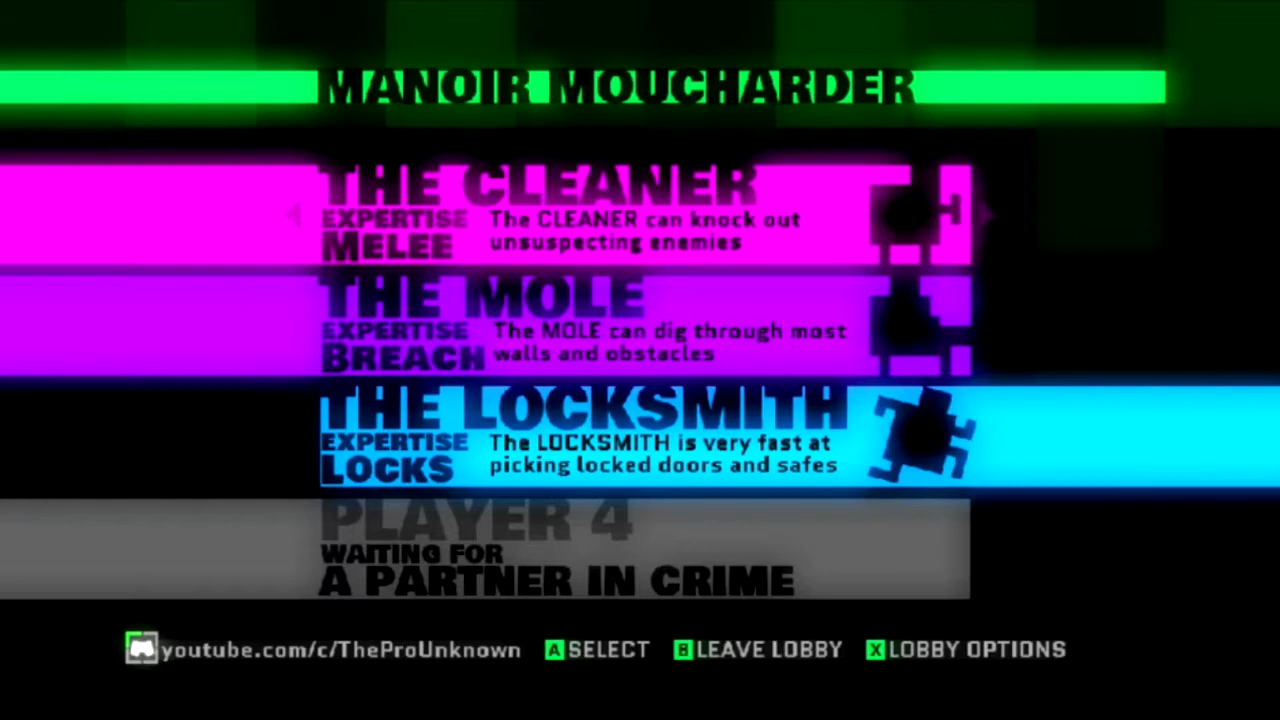 MANOIR MOUCHARDER
THE CLEANER
EXPERTISE
MELEE
The CLEANER can knock out
unsuspecting enemies
THE MOLE
EXPERTISE
BREACH
The MOLE can dig through most
walls and obstacles
THE LOCKSMITH
EXPERTISE
LOCKS
The LOCKSMITH is very fast at
picking locked doors and safes
PLAYER 4
WAITING FOR
A PARTNER IN CRIME
youtube.com/c/TheProUnknown A SELECT B LEAVE LOBBY X LOBBY OPTIONS